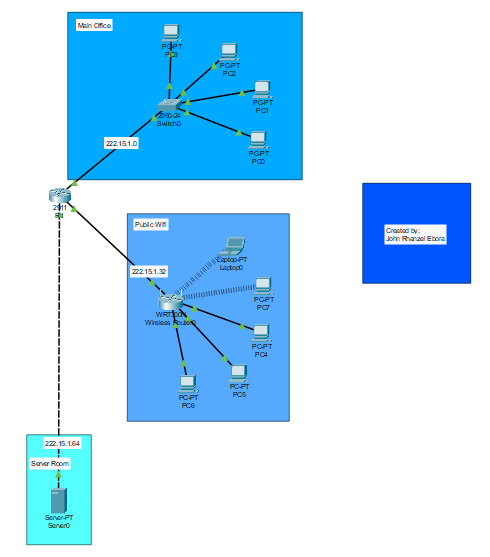 Main Office
PC-PT
PC3
PC-PT
PC2
PC-PT
PC1
2950-24
Switch0
PC-PT
PC0
222.15.1.0
2911
Public Wifi
Created by:
John Rhanzel Ebora
Laptop-PT
Laptop0
222.15.1.32
PC-PT
PC7
Wireless Router0
PC-PT
PC4
PC-PT
PC5
PC-PT
PC6
222.15.1.64
Server Room
Server-PT
Server0